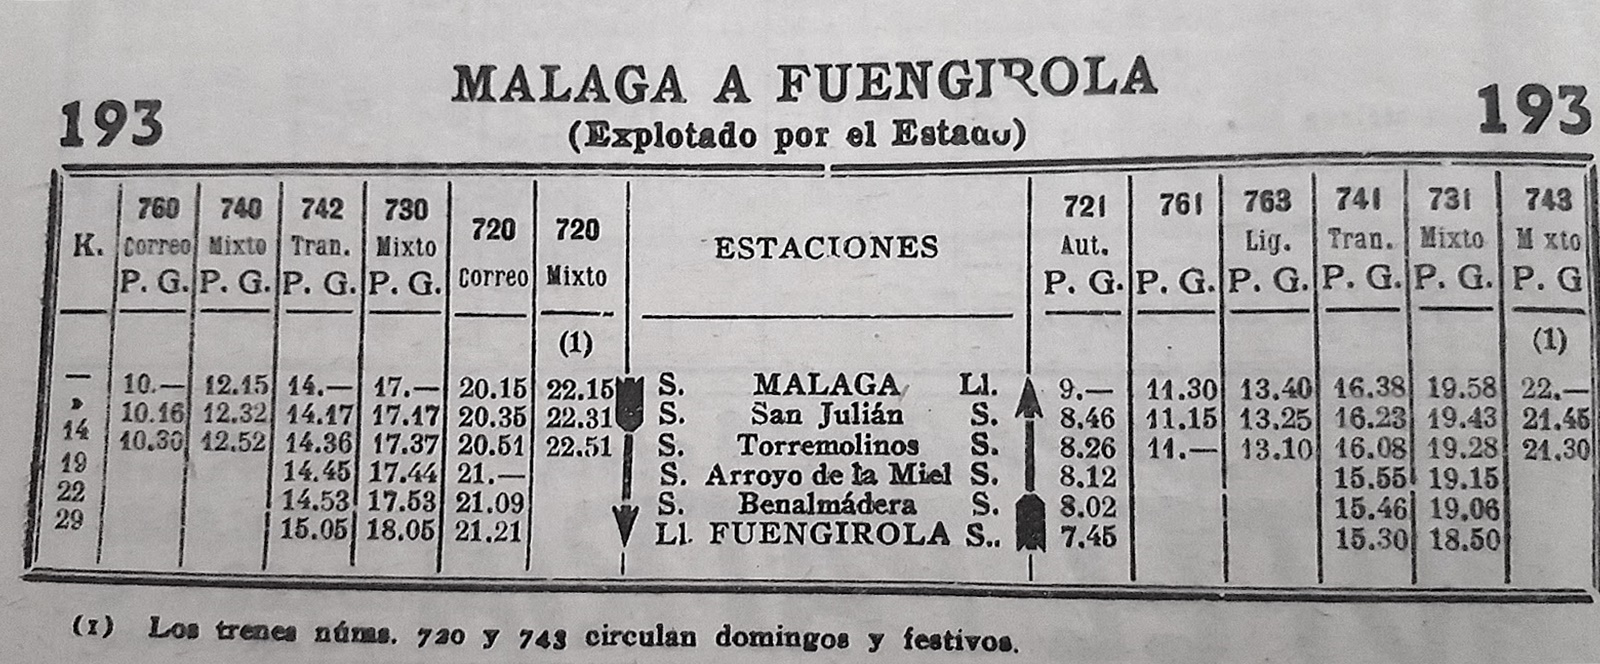 MALAGA A FUENGIROLA
193 193
(Explotado por el Estado)
K. 760 740 742 730 720 720 ESTACIONES 721 761 763 741 731 743
Correo Mixto Tran. Mixto Correo Mixto Aut. Lig. Tran. Mixto M xto
P. G. P. G. P. G. P. G. P. G. P. G. P. G. P. G. P. G. P. G
(1) (1)
— 10.— 12.15 14.— 17.— 20.15 22.15 S. MALAGA Ll. 9.— 11.30 13.40 16.38 19.58 22.—
» 10.16 12.32 14.17 17.17 20.35 22.31 S. San Julián S. 8.46 11.15 13.25 16.23 19.43 21.45
14 10.30 12.52 14.36 17.37 20.51 22.51 S. Torremolinos S. 8.26 11.— 13.10 16.08 19.28 21.30
19 14.45 17.44 21.— S. Arroyo de la Miel S. 8.12 15.55 19.15
22 14.53 17.53 21.09 S. Benalmádera S. 8.02 15.46 19.06
29 15.05 18.05 21.21 Ll. FUENGIROLA S.. 7.45 15.30 18.50
(1) Los trenes núms. 720 y 743 circulan domingos y festivos.